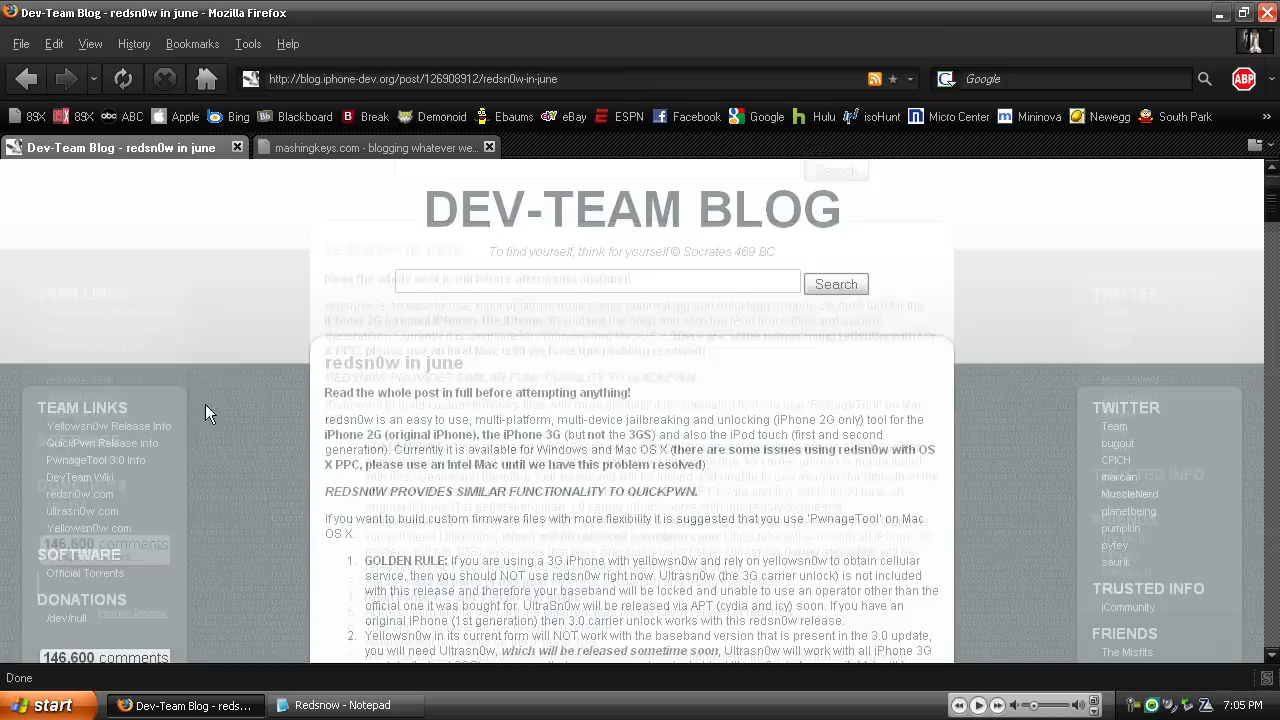 Dev-Team Blog - redsn0w in june - Mozilla Firefox
File Edit View History Bookmarks Tools Help
http://blog.iphone-dev.org/post/126908912/redsn0w-in-june
Google
ABP
Y! 89X ABC Apple Bing Blackboard Demonoid Ebaums eBay ESPN Facebook Google Hulu isoHunt Micro Center Mininova Newegg South Park »
Dev-Team Blog - redsn0w in june
mashingkeys.com - blogging whatever we...
DEV-TEAM BLOG
To find yourself, think for yourself © Socrates 469 BC
Search
redsn0w in june
Read the whole post in full before attempting anything!
redsn0w is an easy to use, multi-platform, multi-device jailbreaking and unlocking (iPhone 2G only) tool for the
iPhone 2G (original iPhone), the iPhone 3G (but not the 3GS) and also the iPod touch (first and second
generation). Currently it is available for Windows and Mac OS X (there are some issues using redsn0w with OS
X PPC, please use an Intel Mac until we have this problem resolved).
REDSN0W PROVIDES SIMILAR FUNCTIONALITY TO QUICKPWN.
If you want to build custom firmware files with more flexibility it is suggested that you use 'PwnageTool' on Mac
OS X.
1. GOLDEN RULE: If you are using a 3G iPhone with yellowsn0w and rely on yellowsn0w to obtain cellular
service, then you should NOT use redsn0w right now. Ultrasn0w (the 3G carrier unlock) is not included
with this release and therefore your baseband will be locked and unable to use an operator other than the
official one it was bought for. Ultrasn0w will be released via APT (cydia and icy) soon. If you have an
original iPhone (1st generation) then 3.0 carrier unlock works with this redsn0w release.
2. Yellowsn0w in its current form will NOT work with the baseband version that is present in the 3.0 update,
you will need Ultrasn0w, which will be released sometime soon, Ultrasn0w will work with all iPhone 3G
TEAM LINKS
Yellowsn0w Release Info
QuickPwn Release Info
PwnageTool 3.0 Info
DevTeam Wiki
redsn0w.com
ultrasn0w.com
Yellowsn0w.com
146,600 comments
SOFTWARE
Official Torrents
DONATIONS
/dev/null
146,600 comments
TWITTER
Team
bugout
CPICH
marcan
MuscleNerd
planetbeing
pumpkin
pytey
saurik
TRUSTED INFO
iCommunity
FRIENDS
The Misfits
Done
start
Dev-Team Blog - reds...
Redsnow - Notepad
7:05 PM